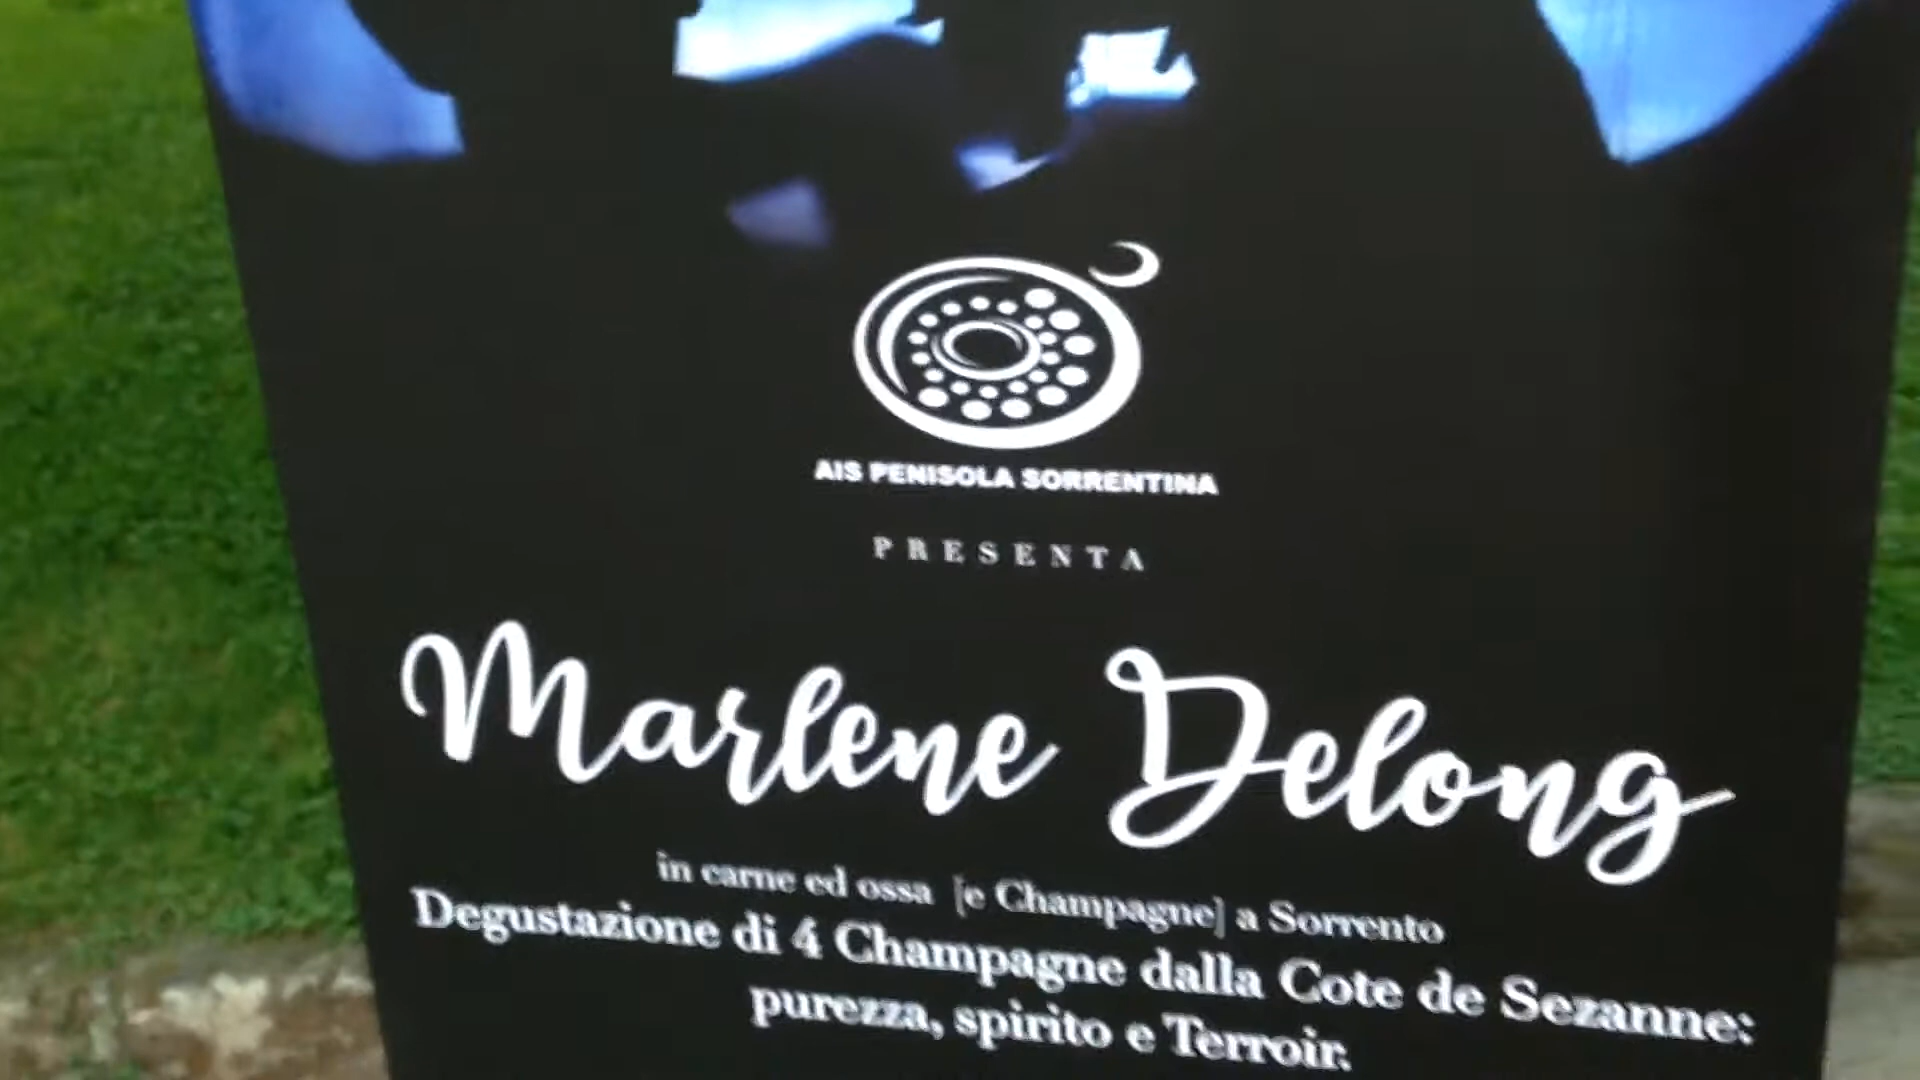 AIS PENISOLA SORRENTINA
PRESENTA
Marlene Delong
in carne ed ossa [e Champagne] a Sorrento
Degustazione di 4 Champagne dalla Cote de Sezanne:
purezza, spirito e Terroir.